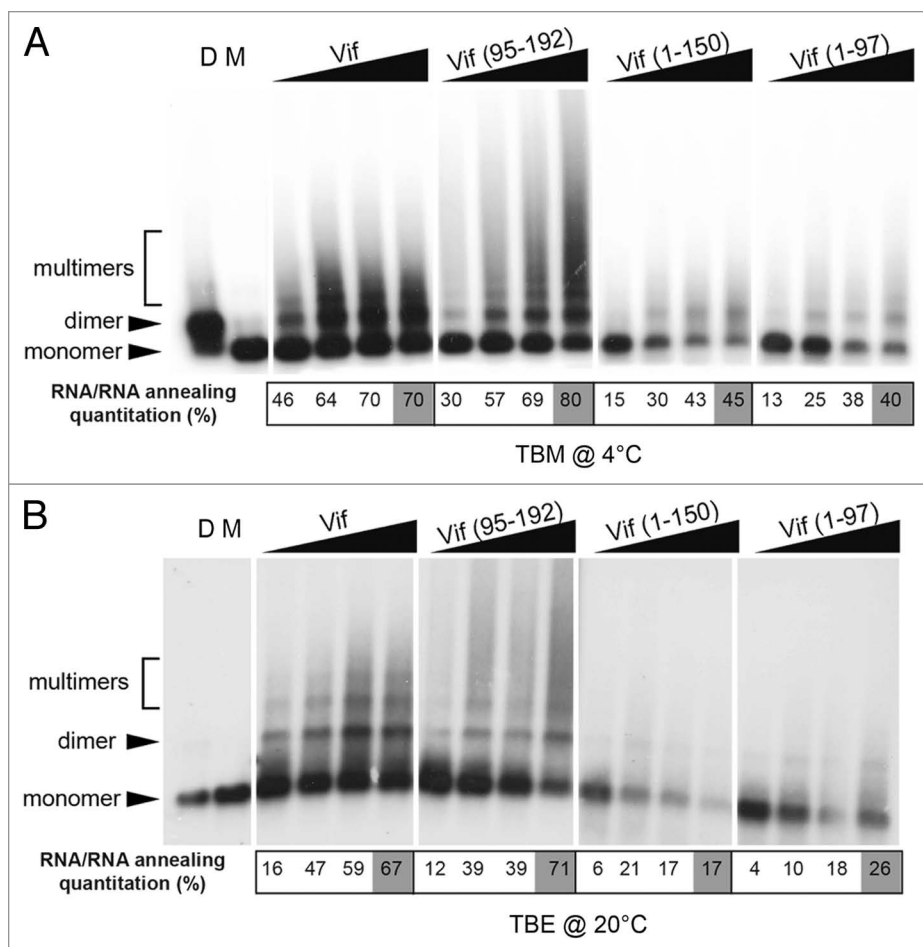 A
D M
Vif
Vif (95-192)
Vif (1-150)
Vif (1-97)
multimers
dimer
monomer
RNA/RNA annealing
quantitation (%)
46 64 70 70 30 57 69 80 15 30 43 45 13 25 38 40
TBM @ 4°C
B
D M
Vif
Vif (95-192)
Vif (1-150)
Vif (1-97)
multimers
dimer
monomer
RNA/RNA annealing
quantitation (%)
16 47 59 67 12 39 39 71 6 21 17 17 4 10 18 26
TBE @ 20°C